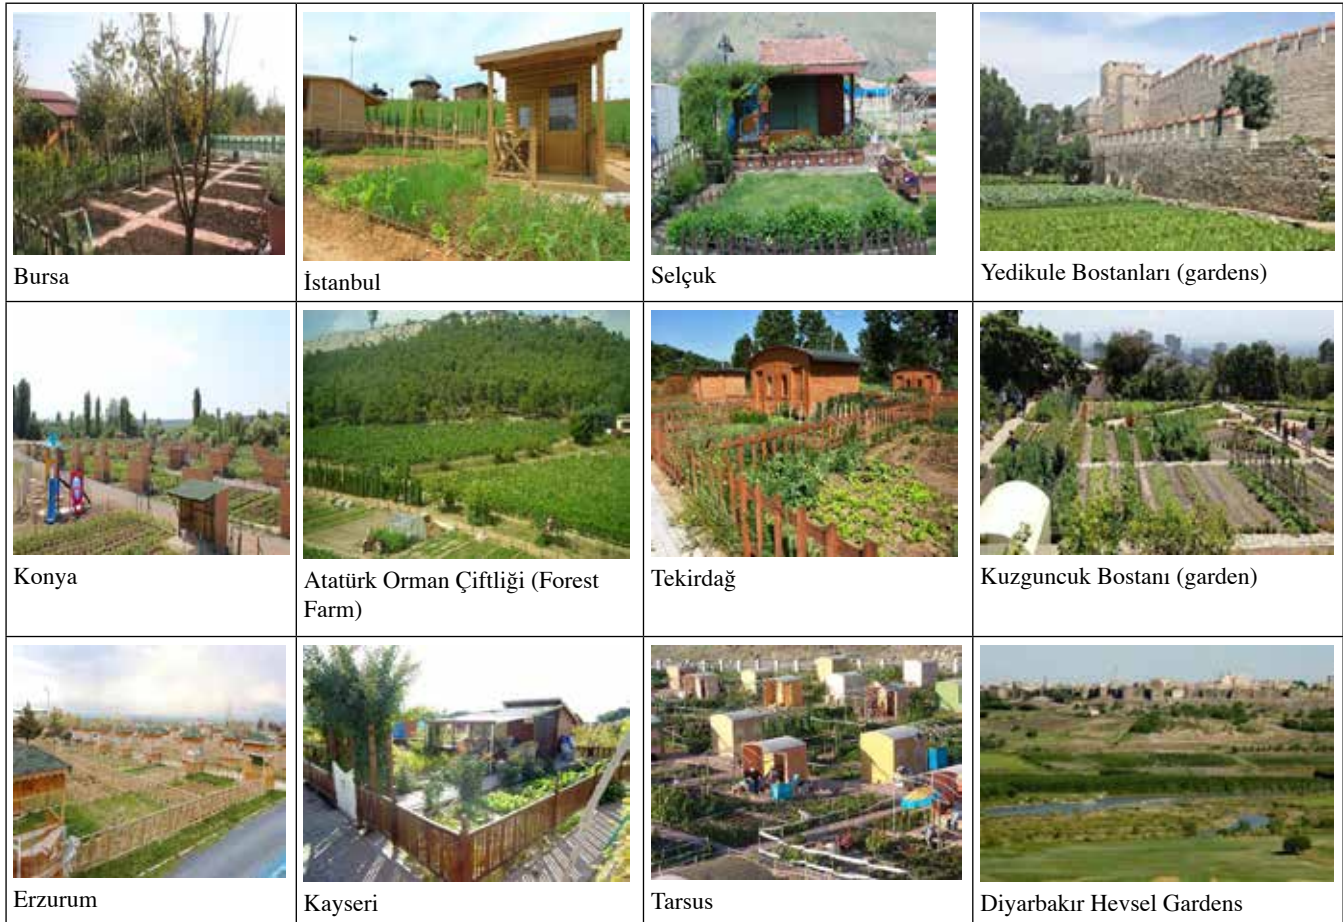 Bursa
İstanbul
Selçuk
Yedikule Bostanları (gardens)
Konya
Atatürk Orman Çiftliği (Forest
Farm)
Tekirdağ
Kuzguncuk Bostanı (garden)
Erzurum
Kayseri
Tarsus
Diyarbakır Hevsel Gardens